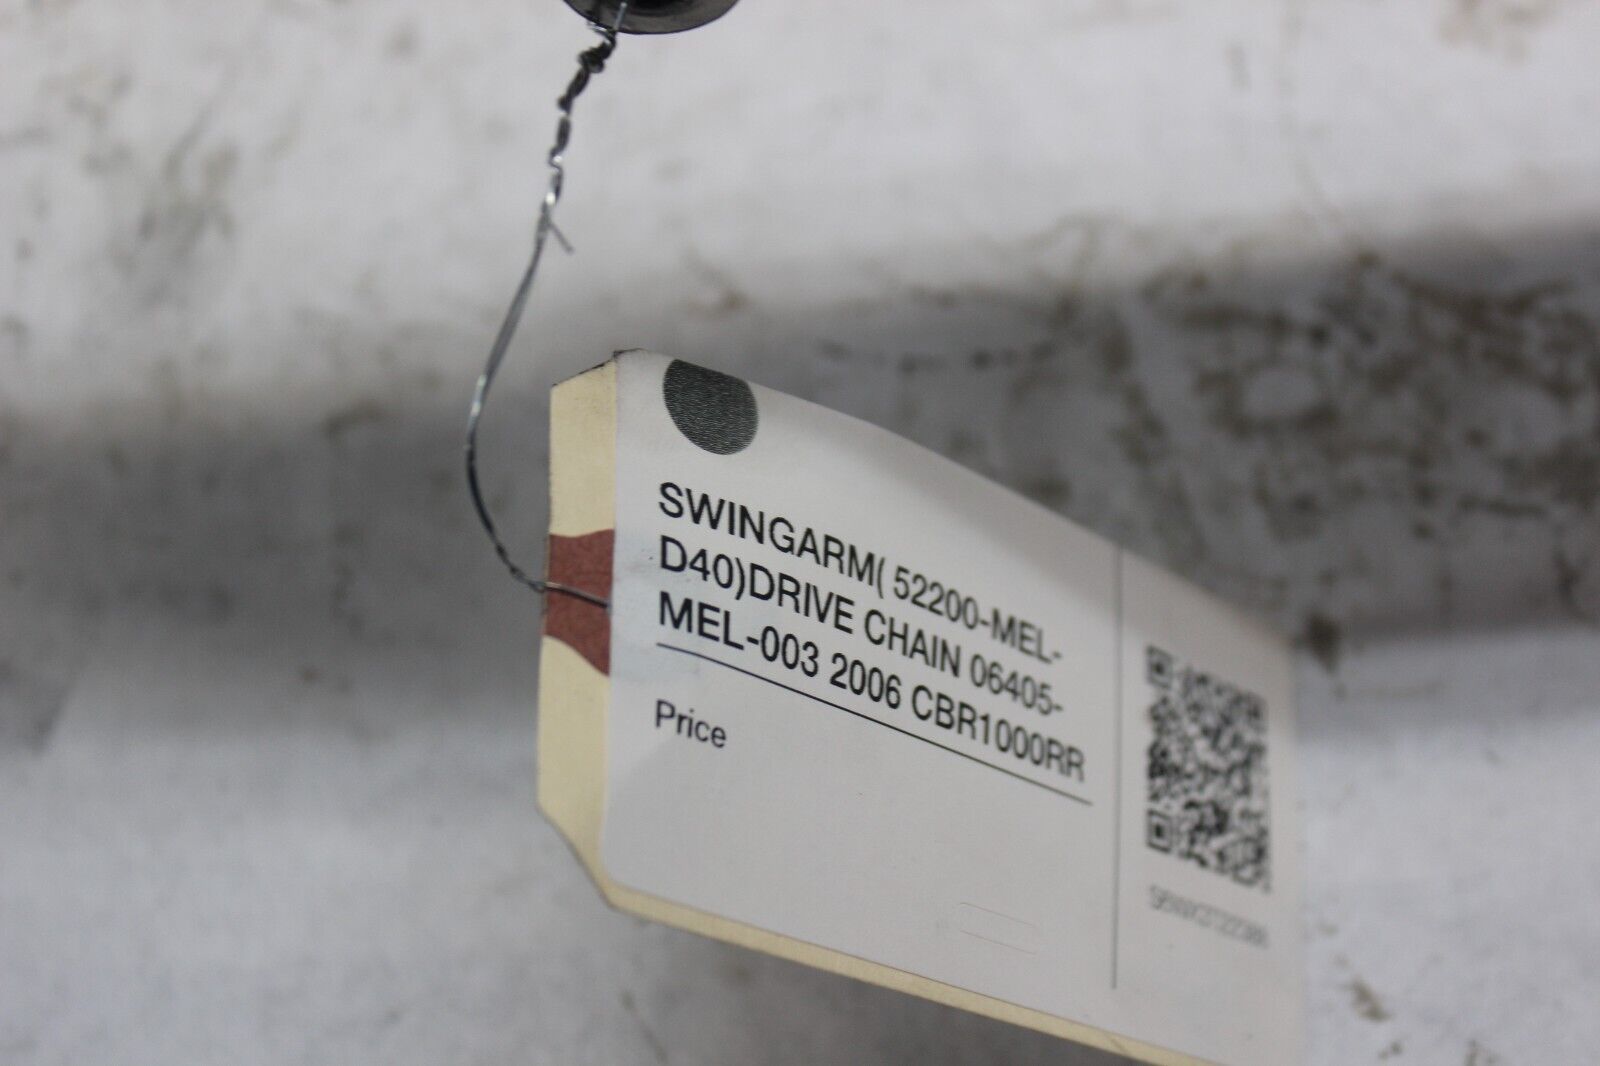 SWINGARM( 52200-MEL-
D40)DRIVE CHAIN 06405-
MEL-003 2006 CBR1000RR
Price